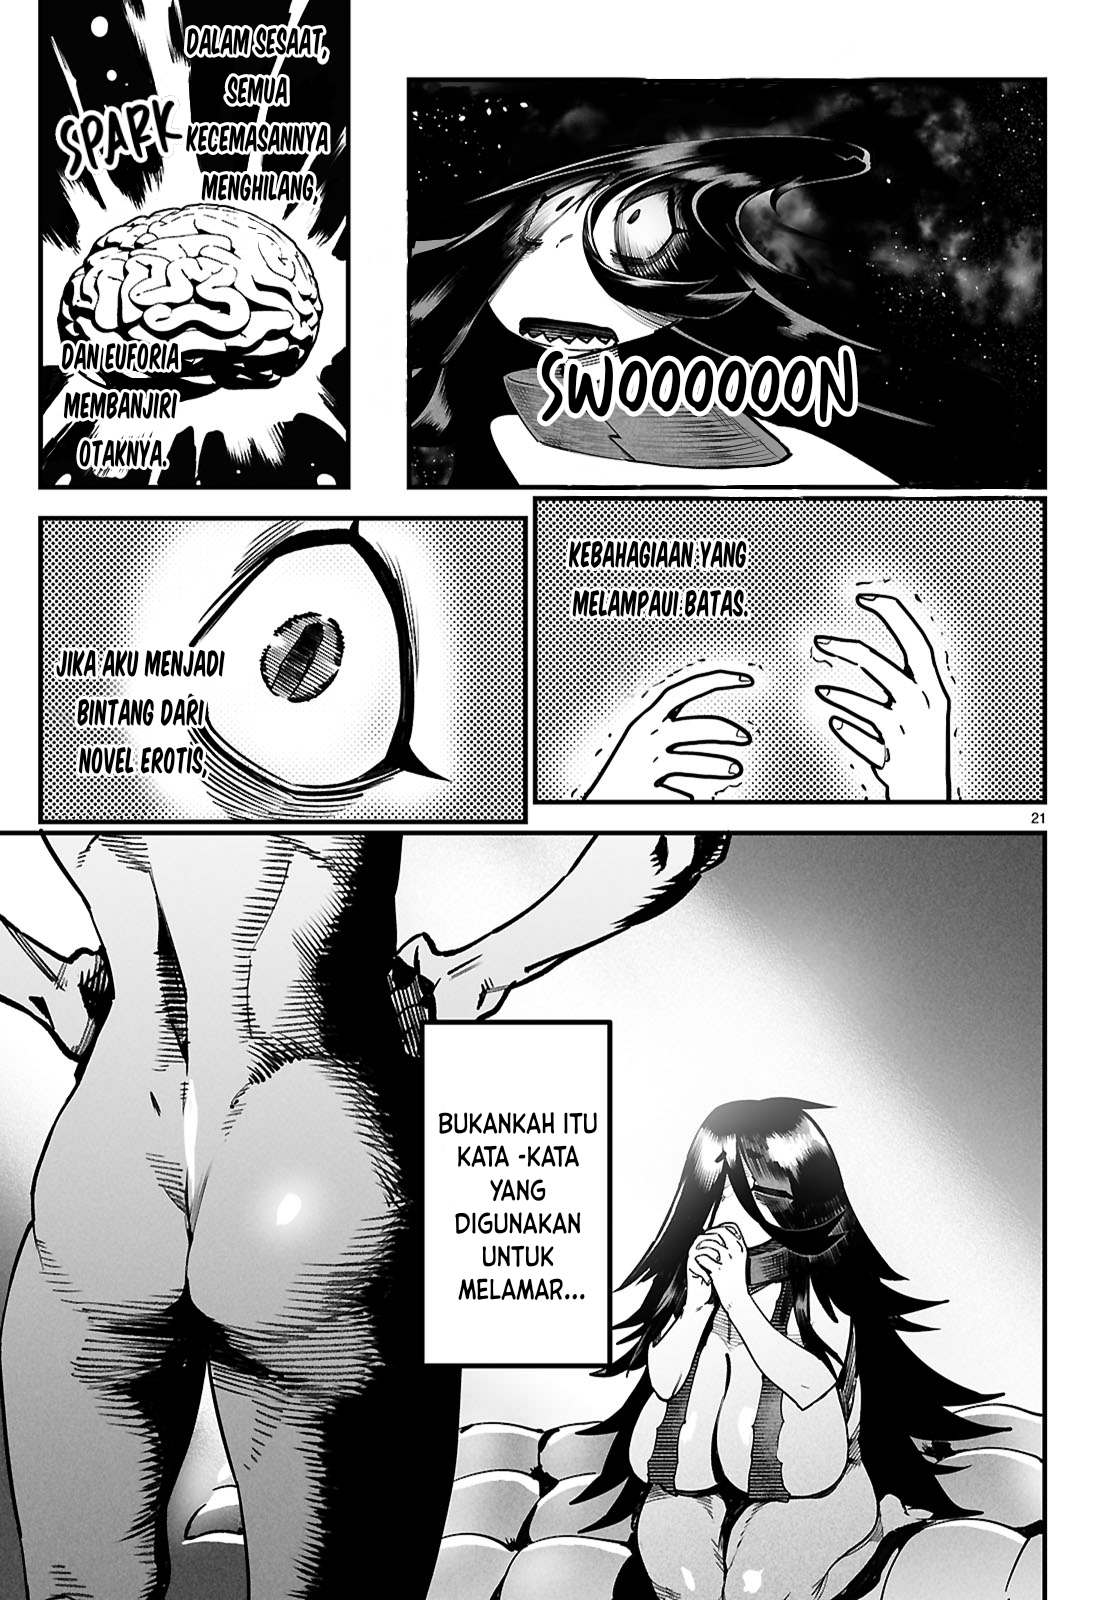 SWOOOOOON
DALAM SESAAT,
SEMUA
KECEMASANNYA
MENGHILANG,
SPARK
DAN EUFORIA
MEMBANJIRI
OTAKNYA.
KEBAHAGIAAN YANG
MELAMPAUI BATAS.
JIKA AKU MENJADI
BINTANG DARI
NOVEL EROTIS,
21
BUKANKAH ITU
KATA -KATA
YANG
DIGUNAKAN
UNTUK
MELAMAR...